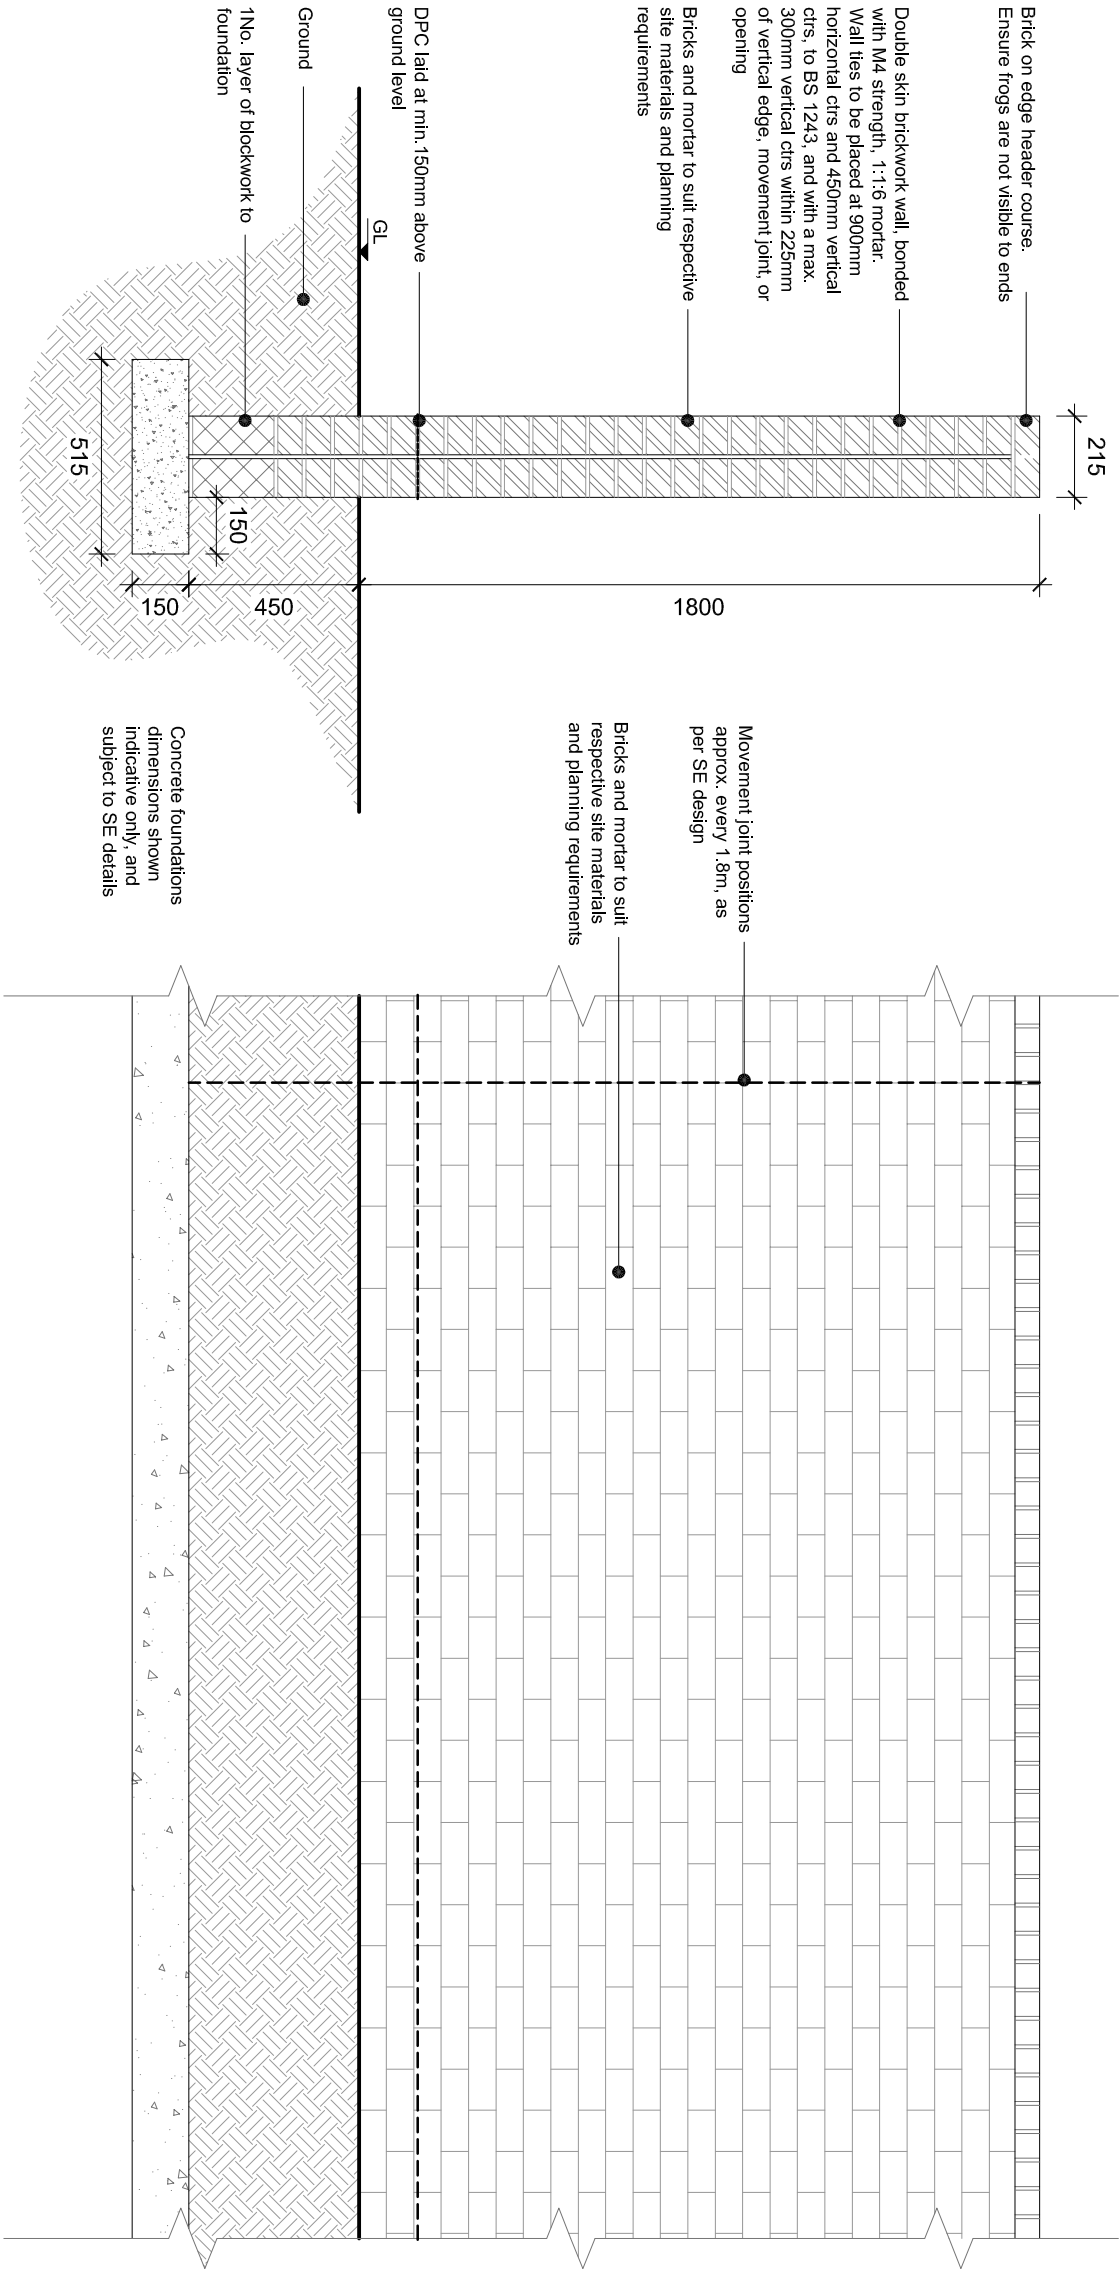 Brick on edge header course.
Ensure frogs are not visible to ends
Double skin brickwork wall, bonded
with M4 strength, 1:1:6 mortar.
Wall ties to be placed at 900mm
horizontal ctrs and 450mm vertical
ctrs, to BS 1243, and with a max.
300mm vertical ctrs within 225mm
of vertical edge, movement joint, or
opening
Bricks and mortar to suit respective
site materials and planning
requirements
DPC laid at min.150mm above
ground level
Ground
1No. layer of blockwork to
foundation
GL
215
1800
450
150
150
515
Movement joint positions
approx. every 1.8m, as
per SE design
Bricks and mortar to suit
respective site materials
and planning requirements
Concrete foundations
dimensions shown
indicative only, and
subject to SE details